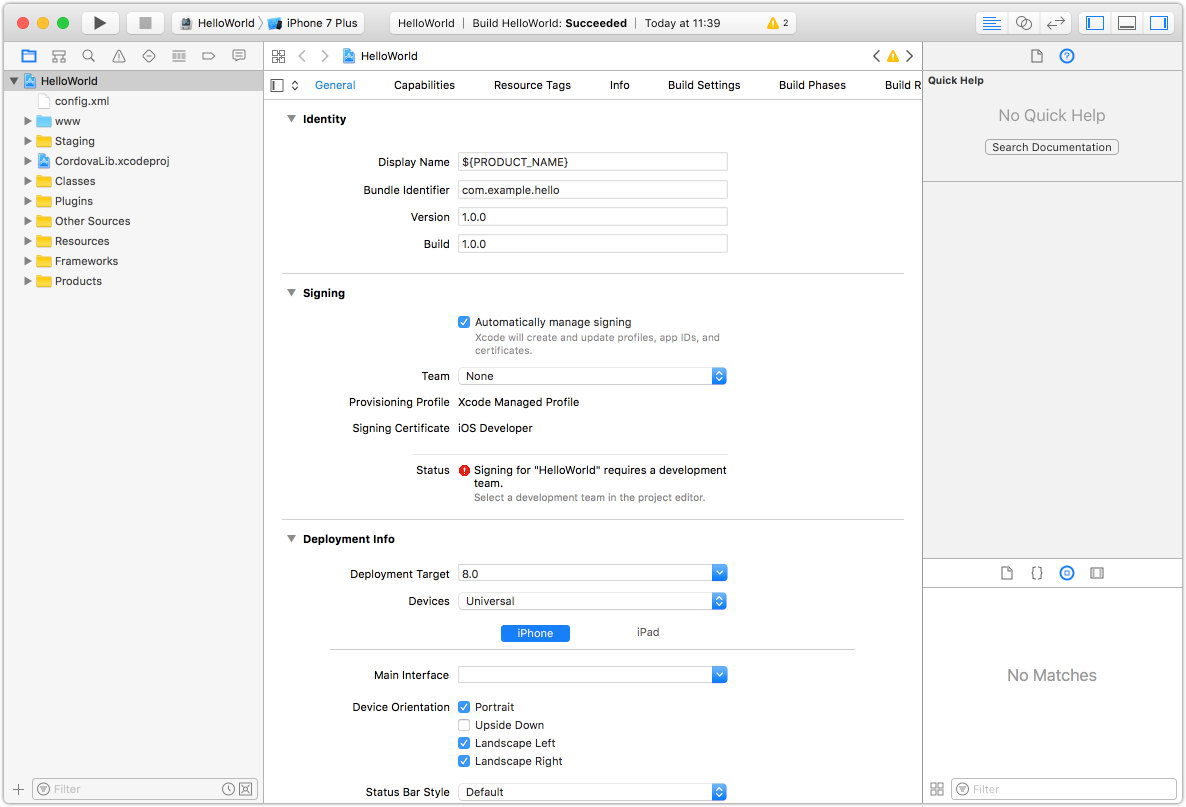 HelloWorld
iPhone 7 Plus
HelloWorld | Build HelloWorld: Succeeded | Today at 11:39
2
HelloWorld
config.xml
www
Staging
CordovaLib.xcodeproj
Classes
Plugins
Other Sources
Resources
Frameworks
Products
Filter
HelloWorld
General
Capabilities
Resource Tags
Info
Build Settings
Build Phases
Build R
Identity
Display Name ${PRODUCT_NAME}
Bundle Identifier com.example.hello
Version 1.0.0
Build 1.0.0
Signing
Automatically manage signing
Xcode will create and update profiles, app IDs, and
certificates.
Team None
Provisioning Profile Xcode Managed Profile
Signing Certificate iOS Developer
Status Signing for "HelloWorld" requires a development
team.
Select a development team in the project editor.
Deployment Info
Deployment Target 8.0
Devices Universal
iPhone
iPad
Main Interface
Device Orientation Portrait
Upside Down
Landscape Left
Landscape Right
Status Bar Style Default
Quick Help
No Quick Help
Search Documentation
No Matches
Filter